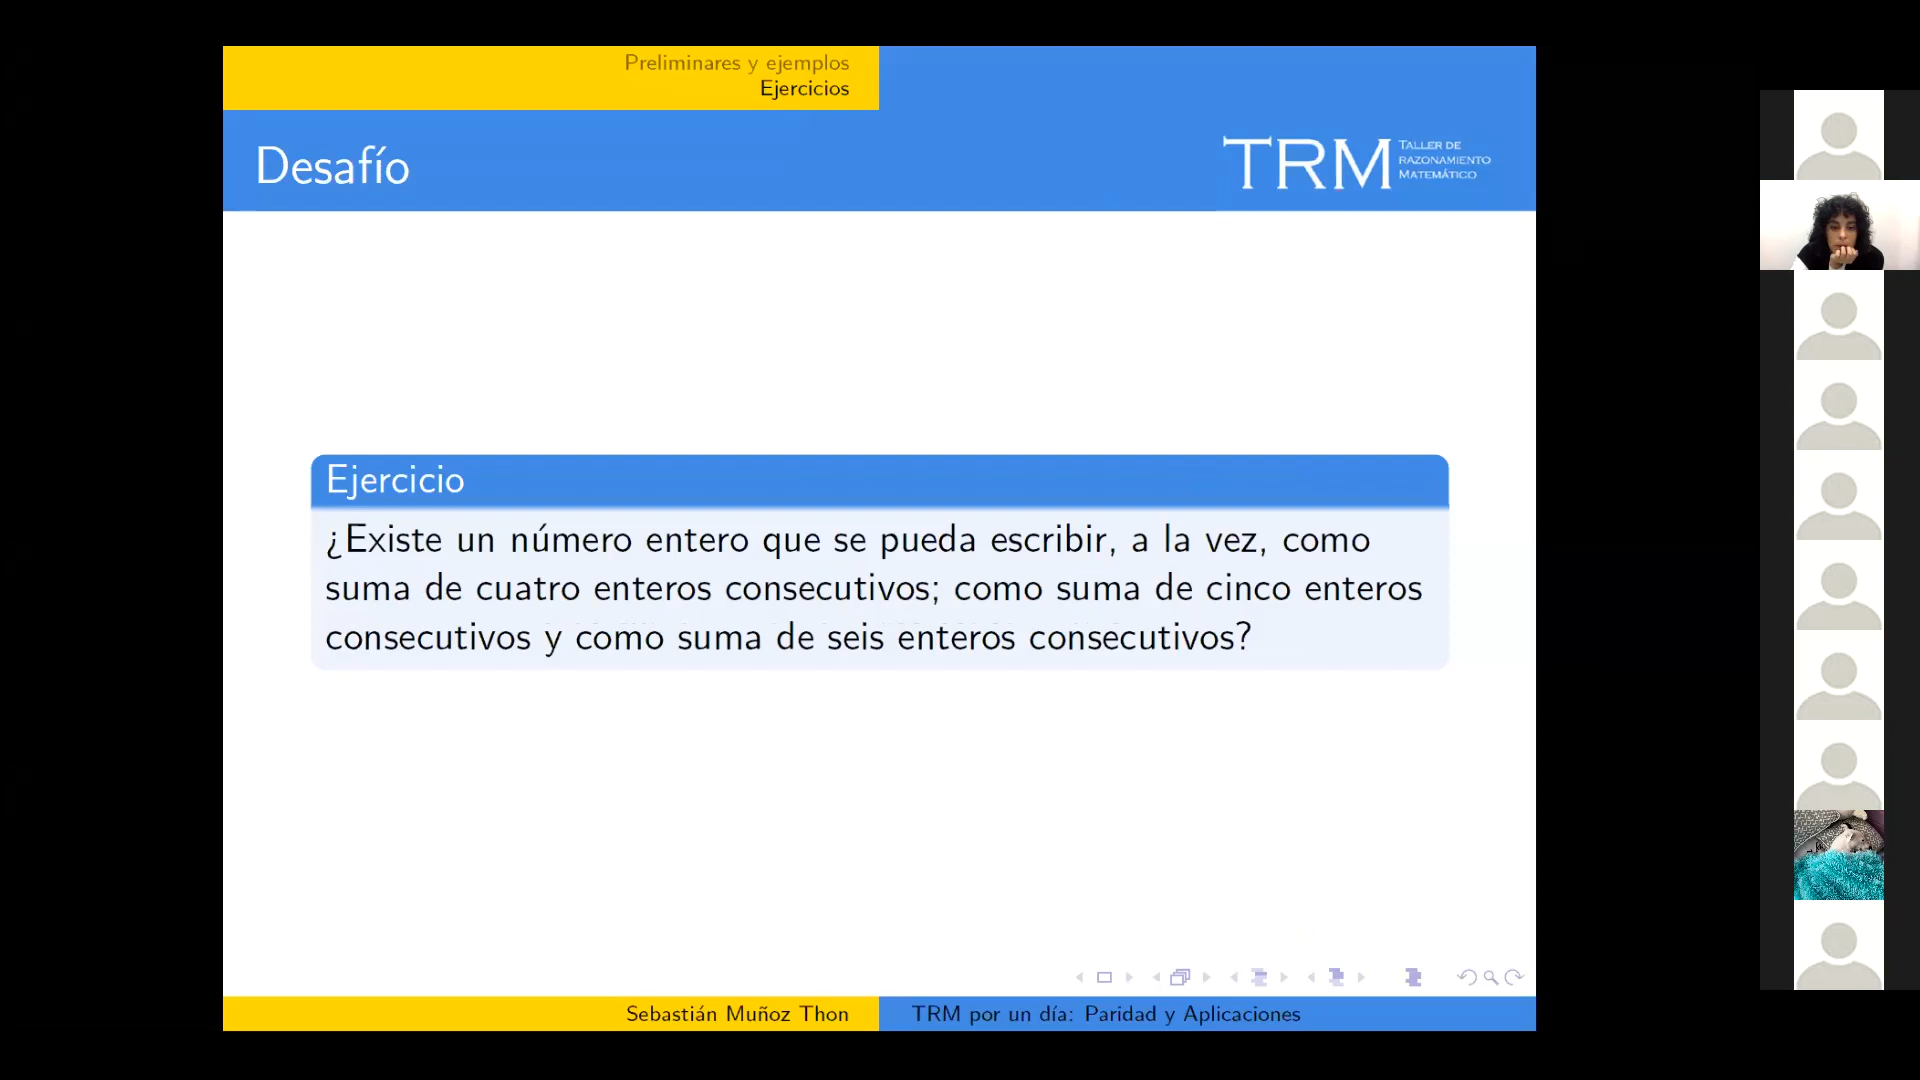 Preliminares y ejemplos
Ejercicios
Desafío
TRM
TALLER DE
RAZONAMIENTO
MATEMÁTICO
Ejercicio
¿Existe un número entero que se pueda escribir, a la vez, como
suma de cuatro enteros consecutivos; como suma de cinco enteros
consecutivos y como suma de seis enteros consecutivos?
Sebastián Muñoz Thon
TRM por un día: Paridad y Aplicaciones